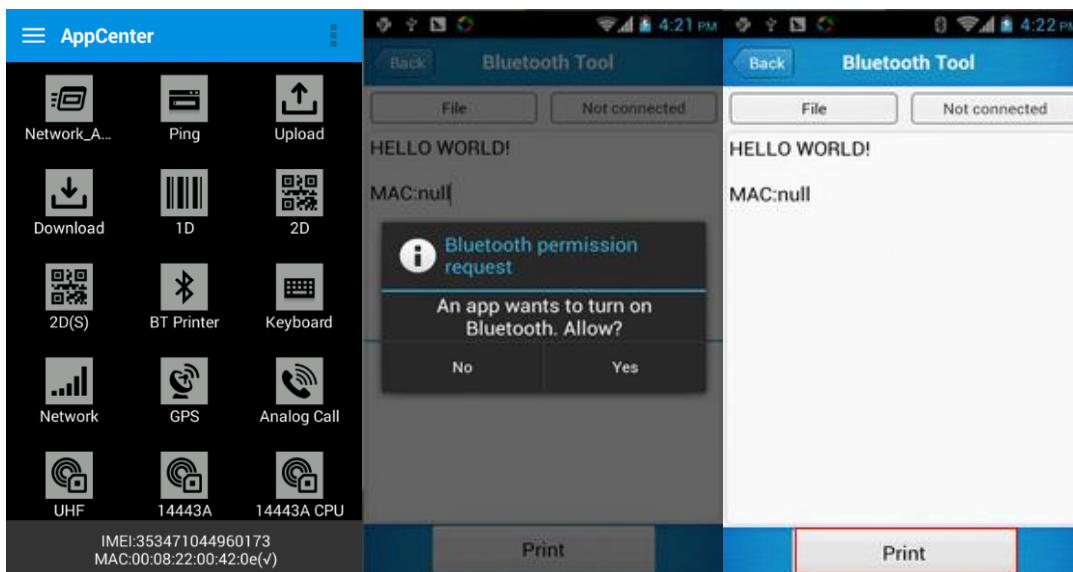 AppCenter
Network_A...
Ping
Upload
Download
1D
2D
2D(S)
BT Printer
Keyboard
Network
GPS
Analog Call
UHF
14443A
14443A CPU
IMEI:353471044960173
MAC:00:08:22:00:42:0e(√)
4:21 PM
Back
Bluetooth Tool
File
Not connected
HELLO WORLD!
MAC:null
Bluetooth permission
request
An app wants to turn on
Bluetooth. Allow?
No
Yes
Print
4:22 PM
Back
Bluetooth Tool
File
Not connected
HELLO WORLD!
MAC:null
Print